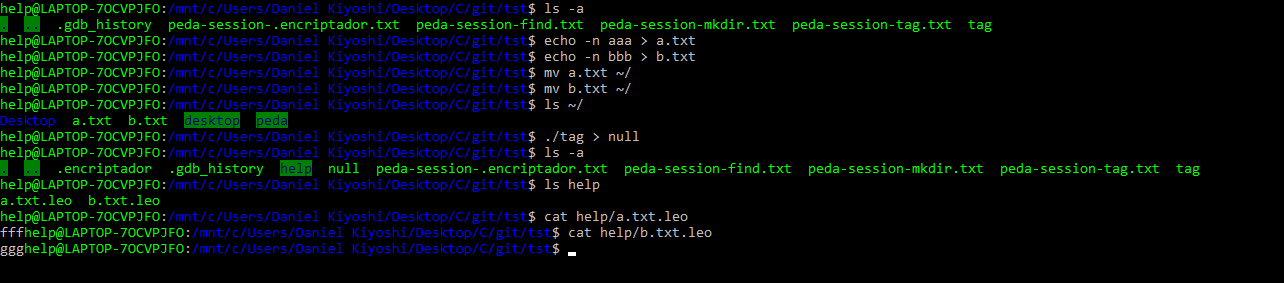 help@LAPTOP-7OCVPJFO:/mnt/c/Users/Daniel Kiyoshi/Desktop/C/git/tst$ ls -a
. .. .gdb_history peda-session-.encriptador.txt peda-session-find.txt peda-session-mkdir.txt peda-session-tag.txt tag
help@LAPTOP-7OCVPJFO:/mnt/c/Users/Daniel Kiyoshi/Desktop/C/git/tst$ echo -n aaa > a.txt
help@LAPTOP-7OCVPJFO:/mnt/c/Users/Daniel Kiyoshi/Desktop/C/git/tst$ echo -n bbb > b.txt
help@LAPTOP-7OCVPJFO:/mnt/c/Users/Daniel Kiyoshi/Desktop/C/git/tst$ mv a.txt ~/
help@LAPTOP-7OCVPJFO:/mnt/c/Users/Daniel Kiyoshi/Desktop/C/git/tst$ mv b.txt ~/
help@LAPTOP-7OCVPJFO:/mnt/c/Users/Daniel Kiyoshi/Desktop/C/git/tst$ ls ~/
Desktop a.txt b.txt desktop peda
help@LAPTOP-7OCVPJFO:/mnt/c/Users/Daniel Kiyoshi/Desktop/C/git/tst$ ./tag > null
help@LAPTOP-7OCVPJFO:/mnt/c/Users/Daniel Kiyoshi/Desktop/C/git/tst$ ls -a
. .. .encriptador .gdb_history help null peda-session-.encriptador.txt peda-session-find.txt peda-session-mkdir.txt peda-session-tag.txt tag
help@LAPTOP-7OCVPJFO:/mnt/c/Users/Daniel Kiyoshi/Desktop/C/git/tst$ ls help
a.txt.leo b.txt.leo
help@LAPTOP-7OCVPJFO:/mnt/c/Users/Daniel Kiyoshi/Desktop/C/git/tst$ cat help/a.txt.leo
fffhelp@LAPTOP-7OCVPJFO:/mnt/c/Users/Daniel Kiyoshi/Desktop/C/git/tst$ cat help/b.txt.leo
ggghelp@LAPTOP-7OCVPJFO:/mnt/c/Users/Daniel Kiyoshi/Desktop/C/git/tst$